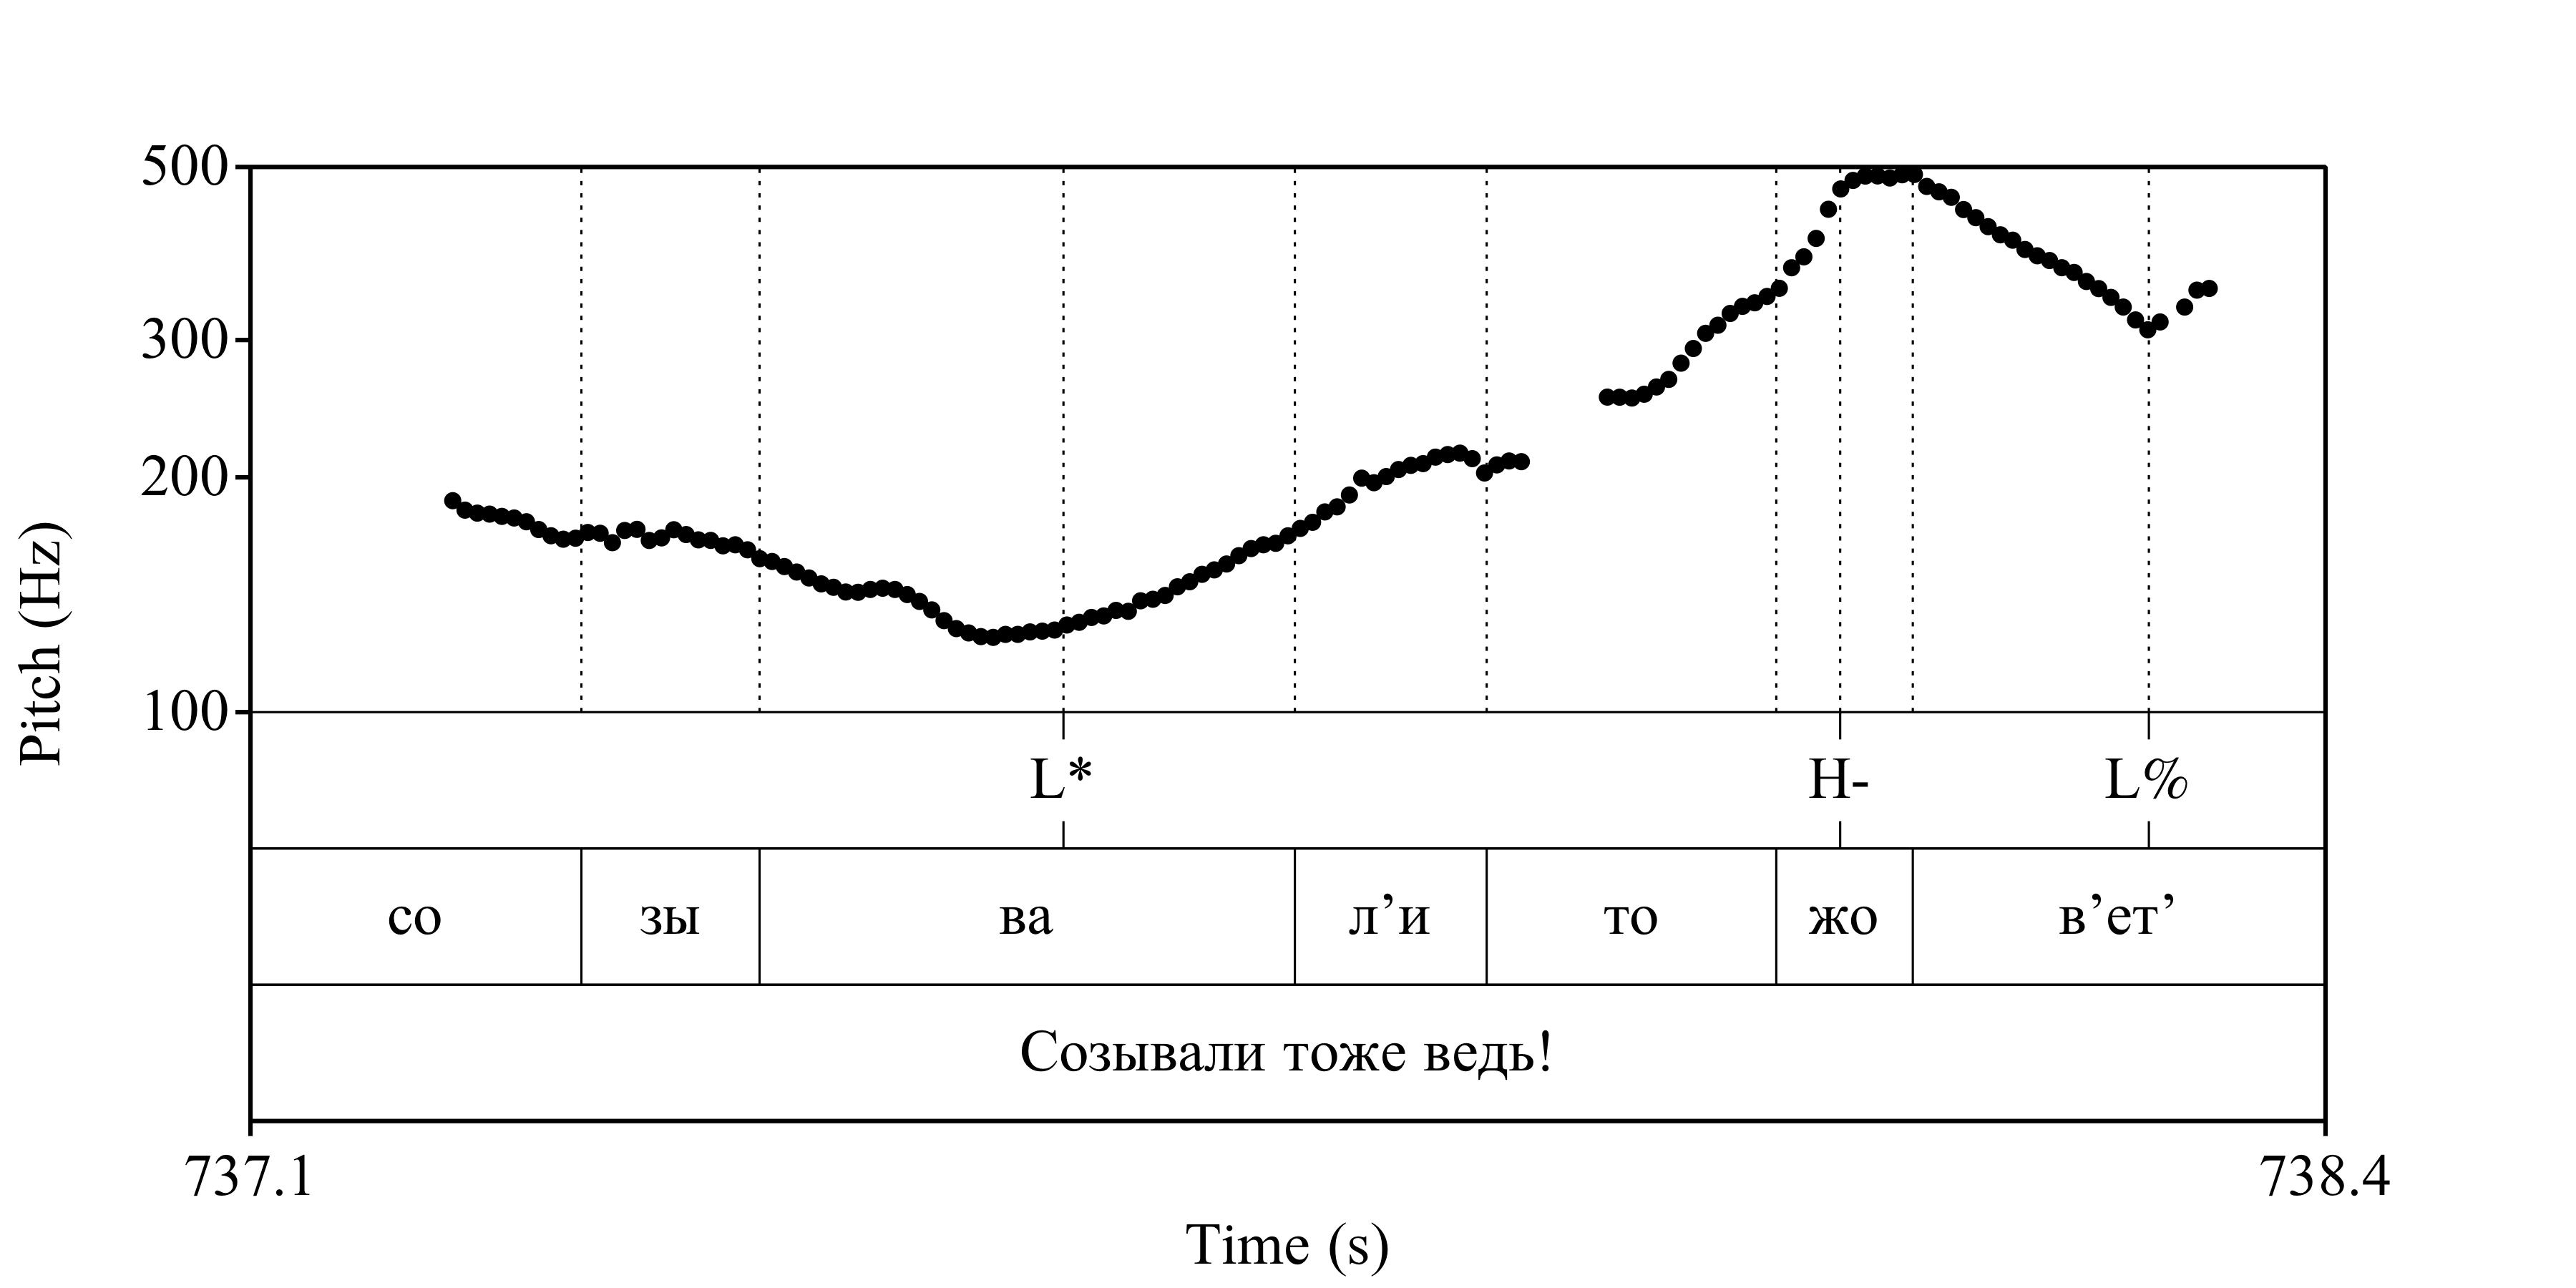 500
300
200
100
Pitch (Hz)
L* H- L%
со зы ва л’и то жо в’ет’
Созывали тоже ведь!
737.1 738.4
Time (s)